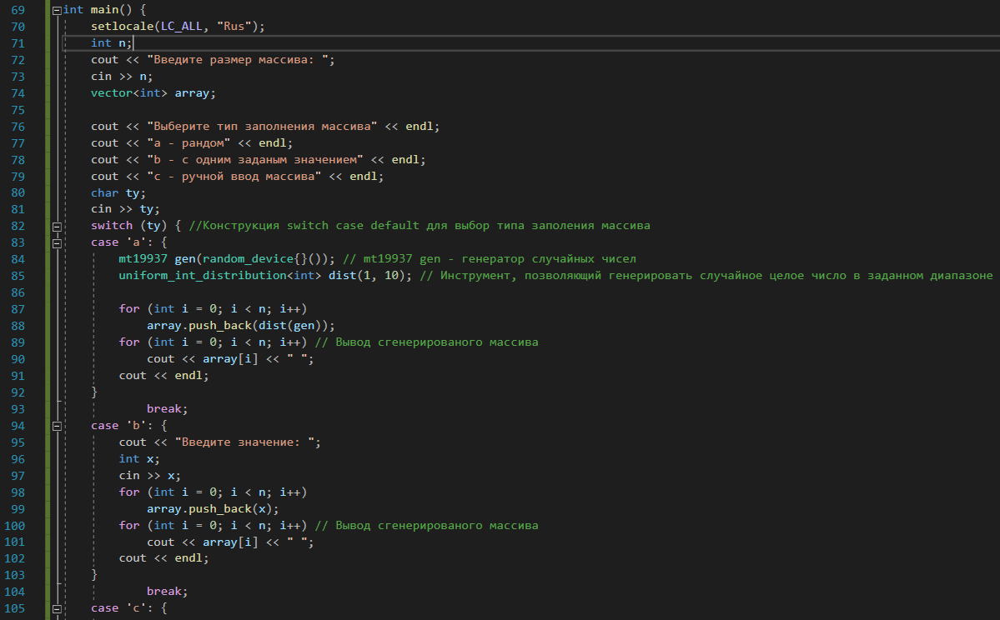 69 int main() {
70 setlocale(LC_ALL, "Rus");
71 int n;
72 cout << "Введите размер массива: ";
73 cin >> n;
74 vector<int> array;
75
76 cout << "Выберите тип заполнения массива" << endl;
77 cout << "a - рандом" << endl;
78 cout << "b - с одним заданым значением" << endl;
79 cout << "c - ручной ввод массива" << endl;
80 char ty;
81 cin >> ty;
82 switch (ty) { //Конструкция switch case default для выбор типа заполения массива
83 case 'a': {
84 mt19937 gen(random_device{}()); // mt19937 gen - генератор случайных чисел
85 uniform_int_distribution<int> dist(1, 10); // Инструмент, позволяющий генерировать случайное целое число в заданном диапазоне
86
87 for (int i = 0; i < n; i++)
88 array.push_back(dist(gen));
89 for (int i = 0; i < n; i++) // Вывод сгенерированого массива
90 cout << array[i] << " ";
91 cout << endl;
92 }
93 break;
94 case 'b': {
95 cout << "Введите значение: ";
96 int x;
97 cin >> x;
98 for (int i = 0; i < n; i++)
99 array.push_back(x);
100 for (int i = 0; i < n; i++) // Вывод сгенерированого массива
101 cout << array[i] << " ";
102 cout << endl;
103 }
104 break;
105 case 'c': {